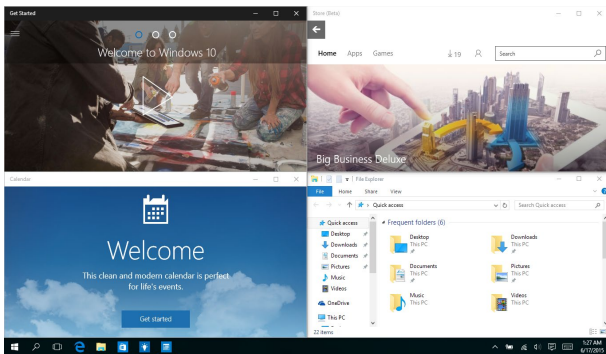 Get Started
Welcome to Windows 10
Store (Beta)
Home Apps Games 19 Search
Big Business Deluxe
Calendar
Welcome
This clean and modern calendar is perfect
for life's events.
Get started
File Explorer
File Home Share View
Quick access
Search Quick access
Quick access
Desktop
Downloads
Documents
Pictures
Music
Videos
OneDrive
This PC
Frequent folders (6)
Desktop
This PC
Downloads
This PC
Documents
This PC
Pictures
This PC
Music
This PC
Videos
This PC
22 items
1:27 AM
6/17/2015